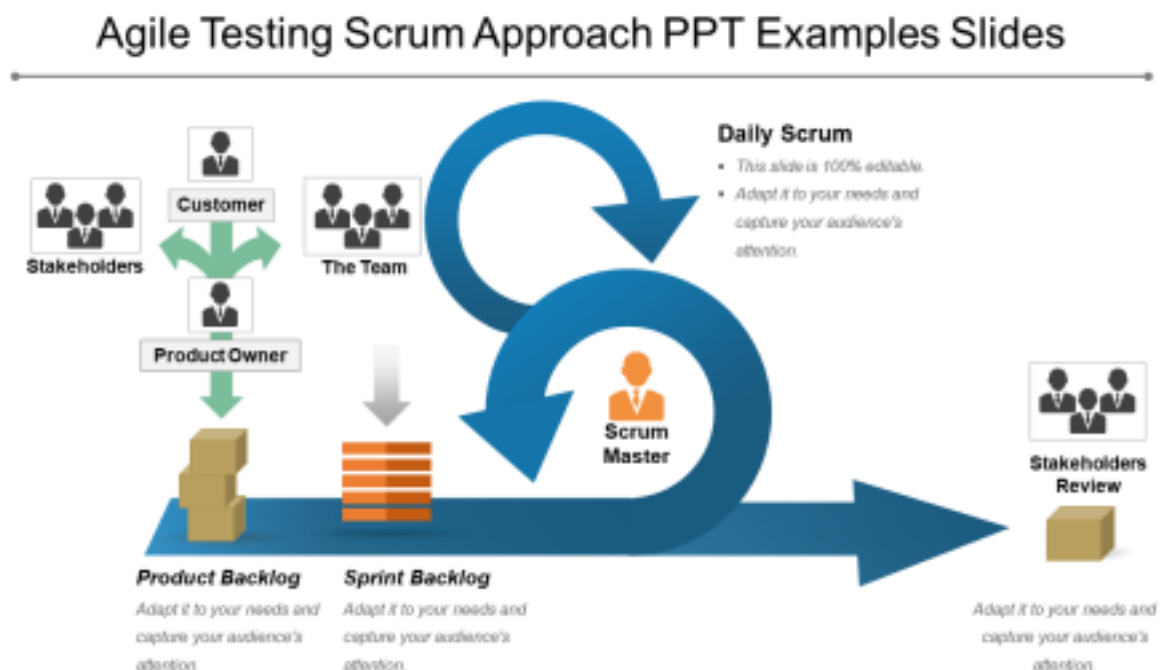 Agile Testing Scrum Approach PPT Examples Slides
Customer
Stakeholders
The Team
Product Owner
Daily Scrum
• This slide is 100% editable.
• Adapt it to your needs and
capture your audience's
attention.
Scrum
Master
Stakeholders
Review
Product Backlog
Adapt it to your needs and
capture your audience's
attention.
Sprint Backlog
Adapt it to your needs and
capture your audience's
attention.
Adapt it to your needs and
capture your audience's
attention.